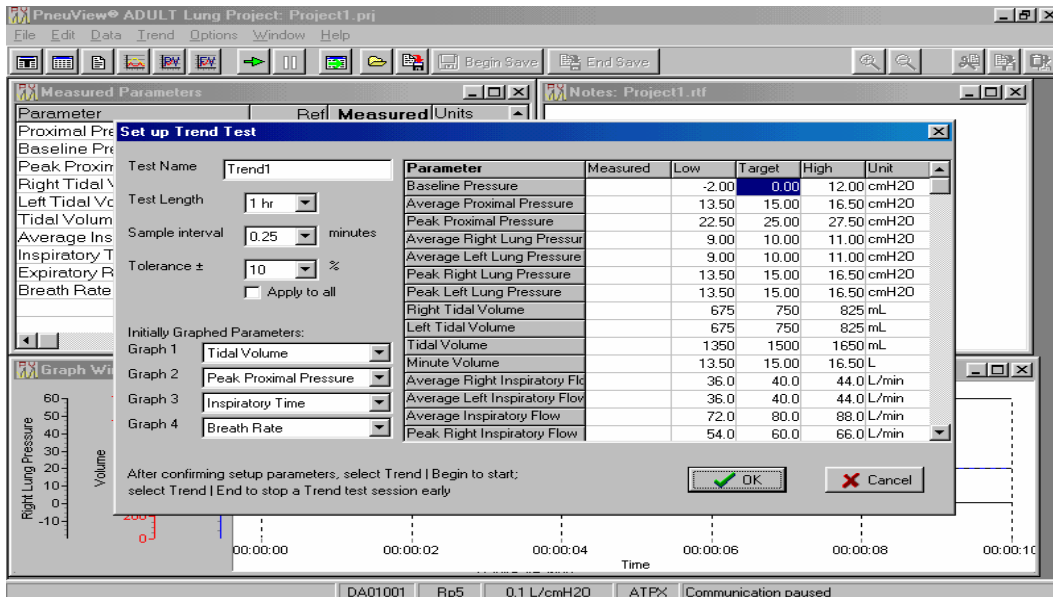 PneuView® ADULT Lung Project: Project1.prj
File Edit Data Trend Options Window Help
Begin Save End Save
Measured Parameters
Notes: Project1.rtf
Parameter Ref Measured Units
Proximal Pre
Baseline Pre
Peak Proxim
Right Tidal V
Left Tidal Vo
Tidal Volum
Average Ins
Inspiratory T
Expiratory R
Breath Rate
Set up Trend Test
Test Name Trend1
Test Length 1 hr
Sample interval 0.25 minutes
Tolerance ± 10 %
Apply to all
Initially Graphed Parameters:
Graph 1 Tidal Volume
Graph 2 Peak Proximal Pressure
Graph 3 Inspiratory Time
Graph 4 Breath Rate
Parameter Measured Low Target High Unit
Baseline Pressure -2.00 0.00 12.00 cmH2O
Average Proximal Pressure 13.50 15.00 16.50 cmH2O
Peak Proximal Pressure 22.50 25.00 27.50 cmH2O
Average Right Lung Pressur 9.00 10.00 11.00 cmH2O
Average Left Lung Pressure 9.00 10.00 11.00 cmH2O
Peak Right Lung Pressure 13.50 15.00 16.50 cmH2O
Peak Left Lung Pressure 13.50 15.00 16.50 cmH2O
Right Tidal Volume 675 750 825 mL
Left Tidal Volume 675 750 825 mL
Tidal Volume 1350 1500 1650 mL
Minute Volume 13.50 15.00 16.50 L
Average Right Inspiratory Flo 36.0 40.0 44.0 L/min
Average Left Inspiratory Flow 36.0 40.0 44.0 L/min
Average Inspiratory Flow 72.0 80.0 88.0 L/min
Peak Right Inspiratory Flow 54.0 60.0 66.0 L/min
After confirming setup parameters, select Trend | Begin to start;
select Trend | End to stop a Trend test session early
OK Cancel
Graph Wi
Right Lung Pressure
60
50
40
30
20
10
0
-10
Volume
200
0
00:00:00 00:00:02 00:00:04 00:00:06 00:00:08 00:00:10
Time
DA01001 Rp5 0.1 L/cmH20 ATPX Communication paused